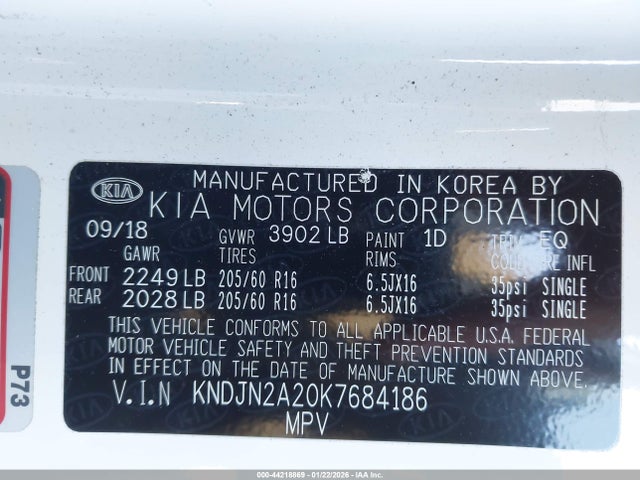 MANUFACTURED IN KOREA BY
KIA KIA MOTORS CORPORATION
09/18 GVWR 3902 LB PAINT 1D TRIM EQ
GAWR TIRES RIMS COLD TIRE INFL
FRONT 2249 LB 205/60 R16 6.5JX16 35psi SINGLE
REAR 2028 LB 205/60 R16 6.5JX16 35psi SINGLE
THIS VEHICLE CONFORMS TO ALL APPLICABLE U.S.A. FEDERAL
MOTOR VEHICLE SAFETY AND THEFT PREVENTION STANDARDS
IN EFFECT ON THE DATE OF MANUFACTURE SHOWN ABOVE.
V.I.N KNDJN2A20K7684186
MPV
P73
000-44218869 - 01/22/2026 - IAA Inc.